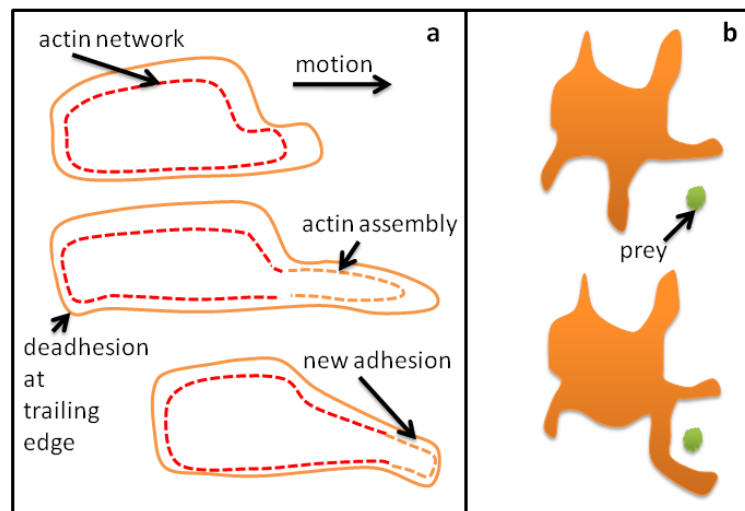 a
actin network
motion
actin assembly
deadhesion
at
trailing
edge
new adhesion
b
prey